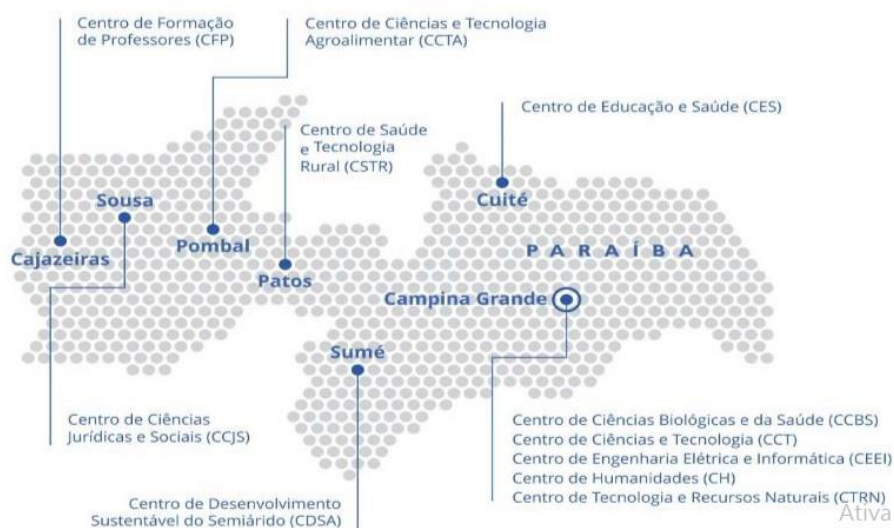 Centro de Formação
de Professores (CFP)
Centro de Ciências e Tecnologia
Agroalimentar (CCTA)
Centro de Saúde
e Tecnologia
Rural (CSTR)
Centro de Educação e Saúde (CES)
Sousa
Cuité
Cajazeiras
Pombal
PARAÍBA
Patos
Campina Grande
Sumé
Centro de Ciências
Jurídicas e Sociais (CCJS)
Centro de Ciências Biológicas e da Saúde (CCBS)
Centro de Ciências e Tecnologia (CCT)
Centro de Engenharia Elétrica e Informática (CEEI)
Centro de Humanidades (CH)
Centro de Tecnologia e Recursos Naturais (CTRN)
Centro de Desenvolvimento
Sustentável do Semiárido (CDSA)
Ativa